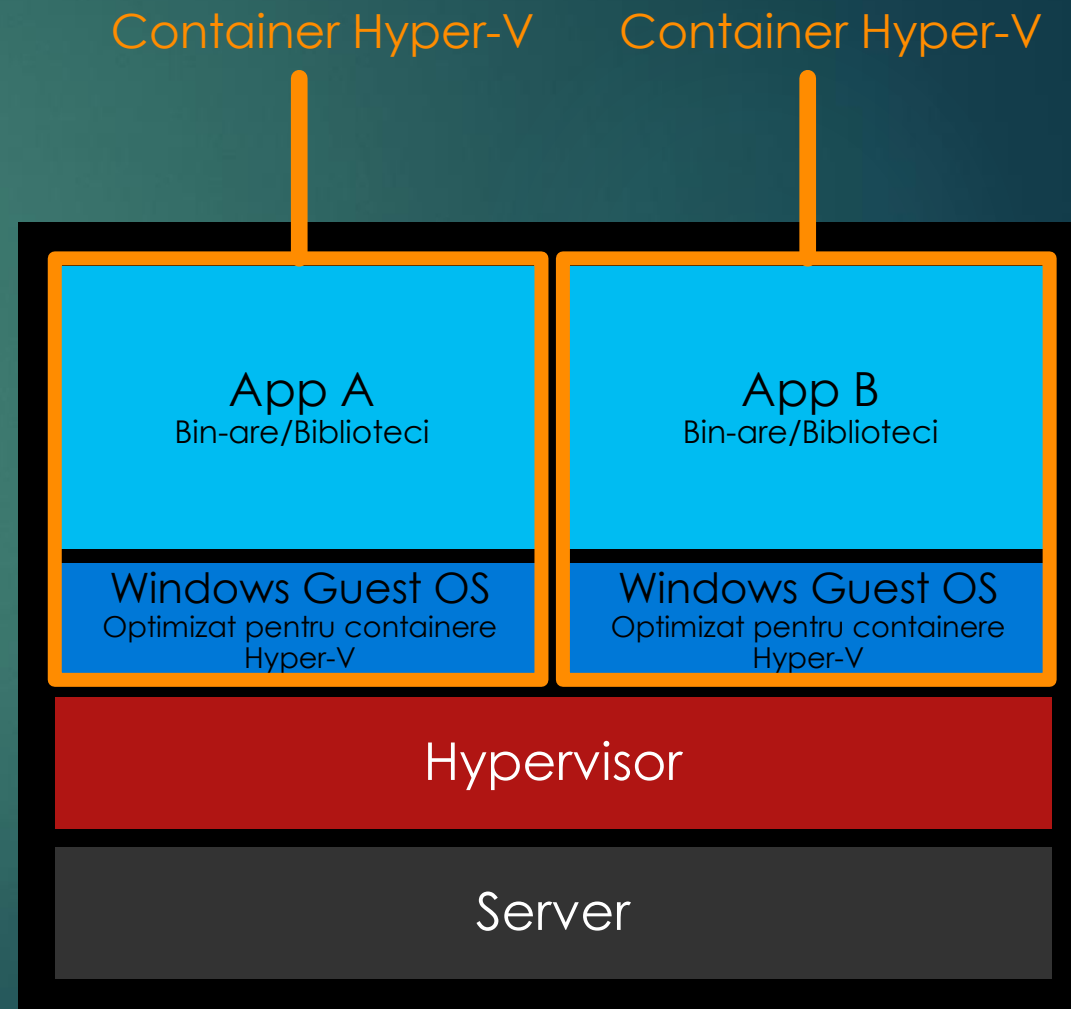 Container Hyper-V
Container Hyper-V
App A
Bin-are/Biblioteci
App B
Bin-are/Biblioteci
Windows Guest OS
Optimizat pentru containere
Hyper-V
Windows Guest OS
Optimizat pentru containere
Hyper-V
Hypervisor
Server